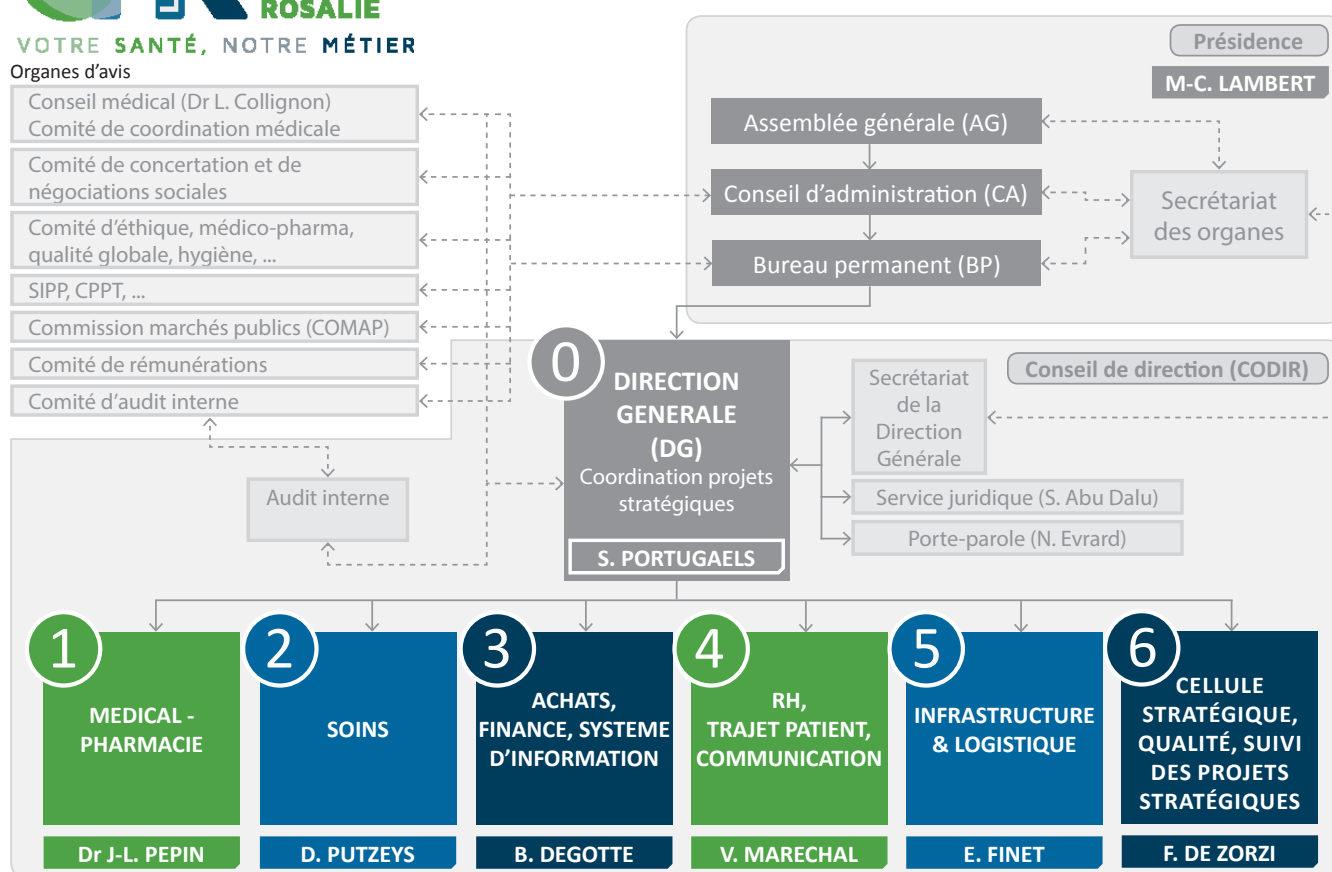 ROSALIE
VOTRE SANTÉ, NOTRE MÉTIER
Organes d'avis
Conseil médical (Dr L. Collignon)
Comité de coordination médicale
Comité de concertation et de
négociations sociales
Comité d'éthique, médico-pharma,
qualité globale, hygiène, ...
SIPP, CPPT, ...
Commission marchés publics (COMAP)
Comité de rémunérations
Comité d'audit interne
Audit interne
Présidence
M-C. LAMBERT
Assemblée générale (AG)
Conseil d'administration (CA)
Bureau permanent (BP)
Secrétariat
des organes
0
DIRECTION
GENERALE
(DG)
Coordination projets
stratégiques
S. PORTUGAELS
Conseil de direction (CODIR)
Secrétariat
de la
Direction
Générale
Service juridique (S. Abu Dalu)
Porte-parole (N. Evrard)
1
MEDICAL -
PHARMACIE
Dr J-L. PEPIN
2
SOINS
D. PUTZEYS
3
ACHATS,
FINANCE, SYSTEME
D'INFORMATION
B. DEGOTTE
4
RH,
TRAJET PATIENT,
COMMUNICATION
V. MARECHAL
5
INFRASTRUCTURE
& LOGISTIQUE
E. FINET
6
CELLULE
STRATÉGIQUE,
QUALITÉ, SUIVI
DES PROJETS
STRATÉGIQUES
F. DE ZORZI